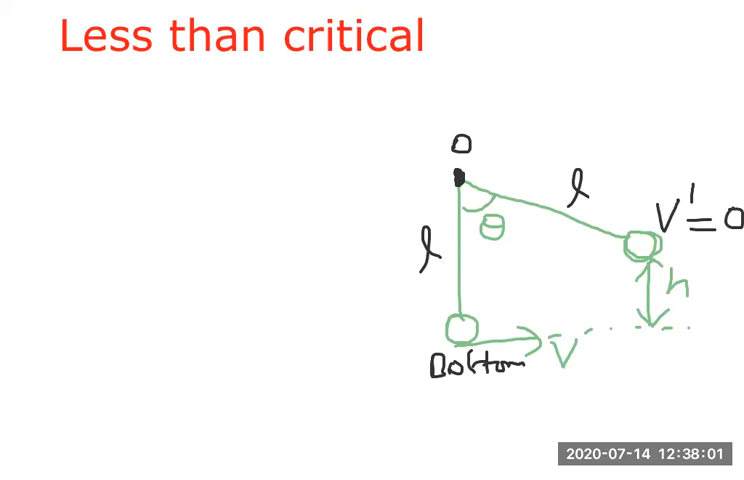 Less than critical
O
l
V' = 0
θ
l
h
V
Bottom
2020-07-14 12:38:01